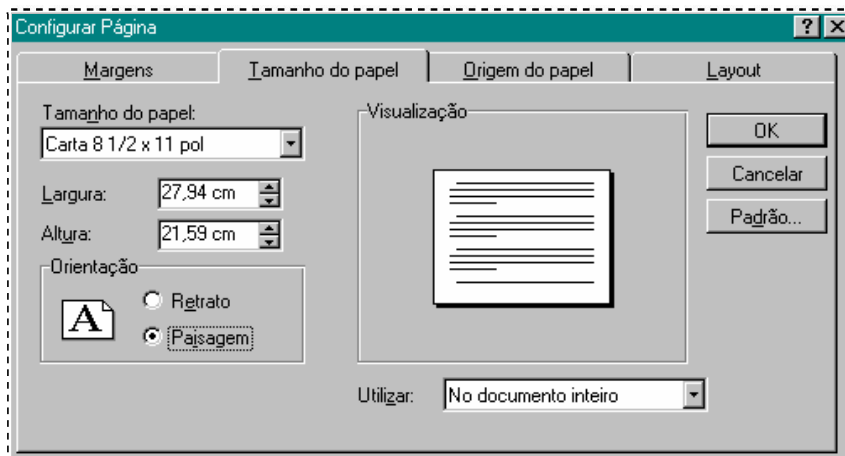 Configurar Página
Margens
Tamanho do papel
Origem do papel
Layout
Tamanho do papel:
Carta 8 1/2 x 11 pol
Largura: 27,94 cm
Altura: 21,59 cm
Orientação
A
Retrato
Paisagem
Visualização
Utilizar: No documento inteiro
OK
Cancelar
Padrão...